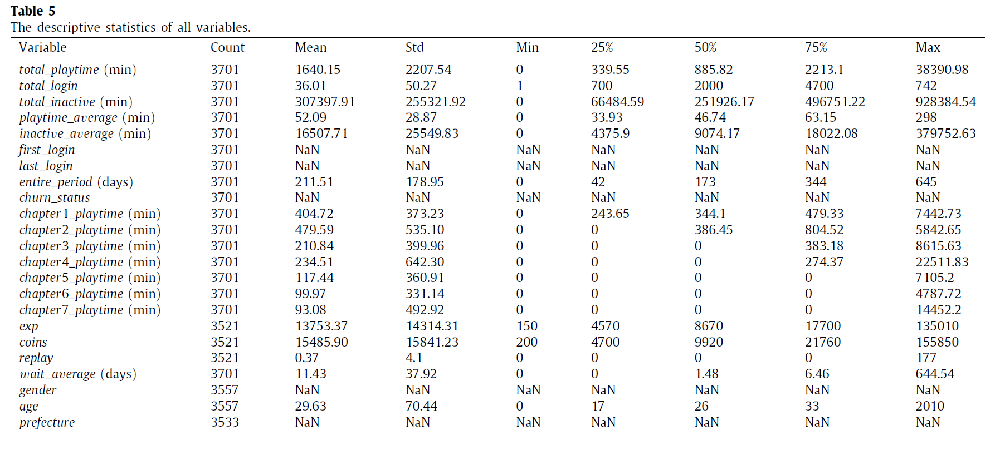 Table 5
The descriptive statistics of all variables.
Variable Count Mean Std Min 25% 50% 75% Max
total_playtime (min) 3701 1640.15 2207.54 0 339.55 885.82 2213.1 38390.98
total_login 3701 36.01 50.27 1 700 2000 4700 742
total_inactive (min) 3701 307397.91 255321.92 0 66484.59 251926.17 496751.22 928384.54
playtime_average (min) 3701 52.09 28.87 0 33.93 46.74 63.15 298
inactive_average (min) 3701 16507.71 25549.83 0 4375.9 9074.17 18022.08 379752.63
first_login 3701 NaN NaN NaN NaN NaN NaN NaN
last_login 3701 NaN NaN NaN NaN NaN NaN NaN
entire_period (days) 3701 211.51 178.95 0 42 173 344 645
churn_status 3701 NaN NaN NaN NaN NaN NaN NaN
chapter1_playtime (min) 3701 404.72 373.23 0 243.65 344.1 479.33 7442.73
chapter2_playtime (min) 3701 479.59 535.10 0 0 386.45 804.52 5842.65
chapter3_playtime (min) 3701 210.84 399.96 0 0 0 383.18 8615.63
chapter4_playtime (min) 3701 234.51 642.30 0 0 0 274.37 22511.83
chapter5_playtime (min) 3701 117.44 360.91 0 0 0 0 7105.2
chapter6_playtime (min) 3701 99.97 331.14 0 0 0 0 4787.72
chapter7_playtime (min) 3701 93.08 492.92 0 0 0 0 14452.2
exp 3521 13753.37 14314.31 150 4570 8670 17700 135010
coins 3521 15485.90 15841.23 200 4700 9920 21760 155850
replay 3521 0.37 4.1 0 0 0 0 177
wait_average (days) 3701 11.43 37.92 0 0 1.48 6.46 644.54
gender 3557 NaN NaN NaN NaN NaN NaN NaN
age 3557 29.63 70.44 0 17 26 33 2010
prefecture 3533 NaN NaN NaN NaN NaN NaN NaN